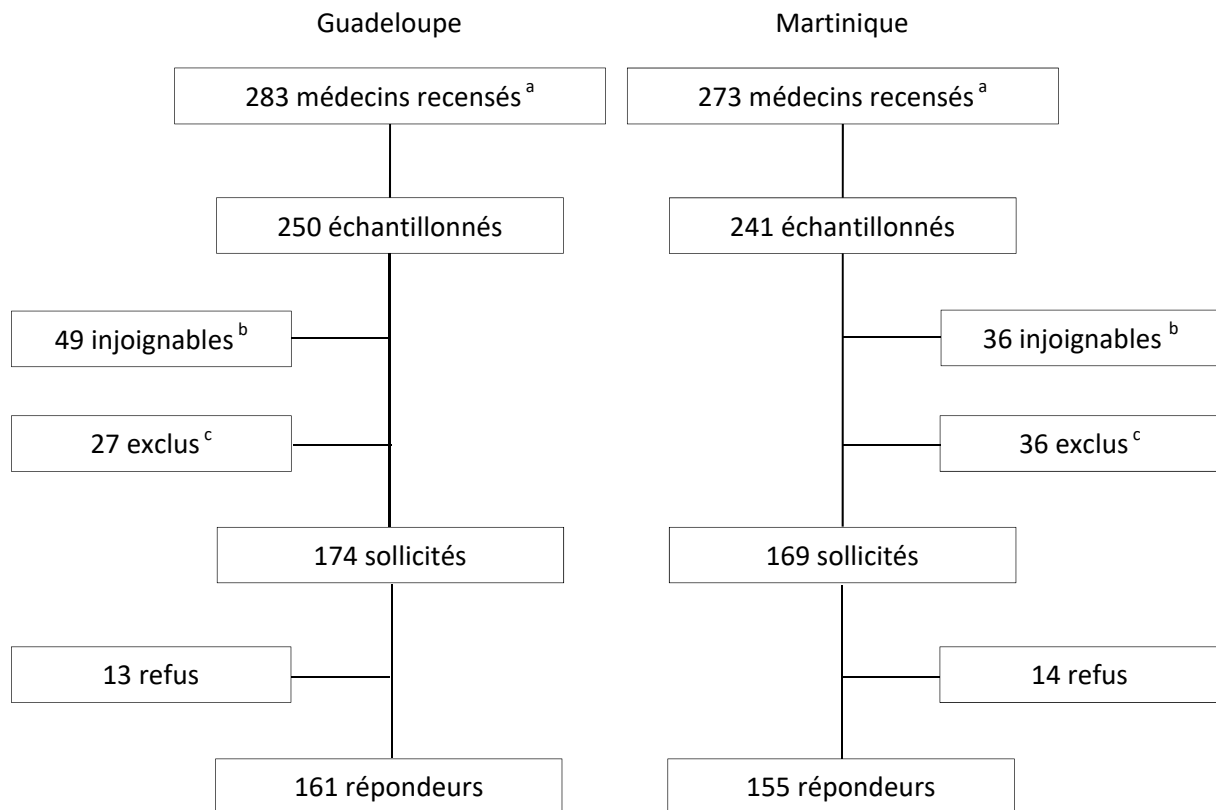 Guadeloupe
Martinique
283 médecins recensés a
273 médecins recensés a
250 échantillonnés
241 échantillonnés
49 injoignables b
36 injoignables b
27 exclus c
36 exclus c
174 sollicités
169 sollicités
13 refus
14 refus
161 répondeurs
155 répondeurs